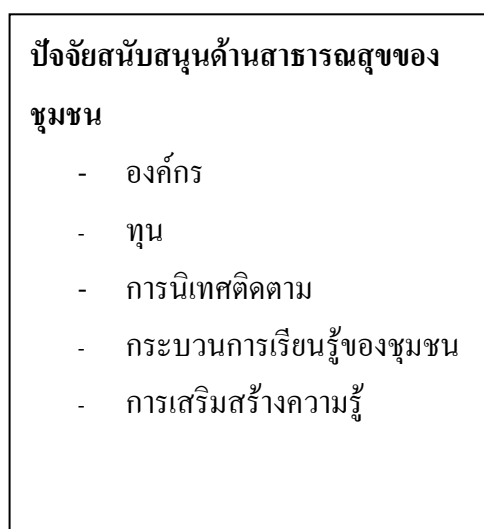 ปัจจัยสนับสนุนด้านสาธารณสุขของ
ชุมชน
- องค์กร
- ทุน
- การนิเทศติดตาม
- กระบวนการเรียนรู้ของชุมชน
- การเสริมสร้างความรู้